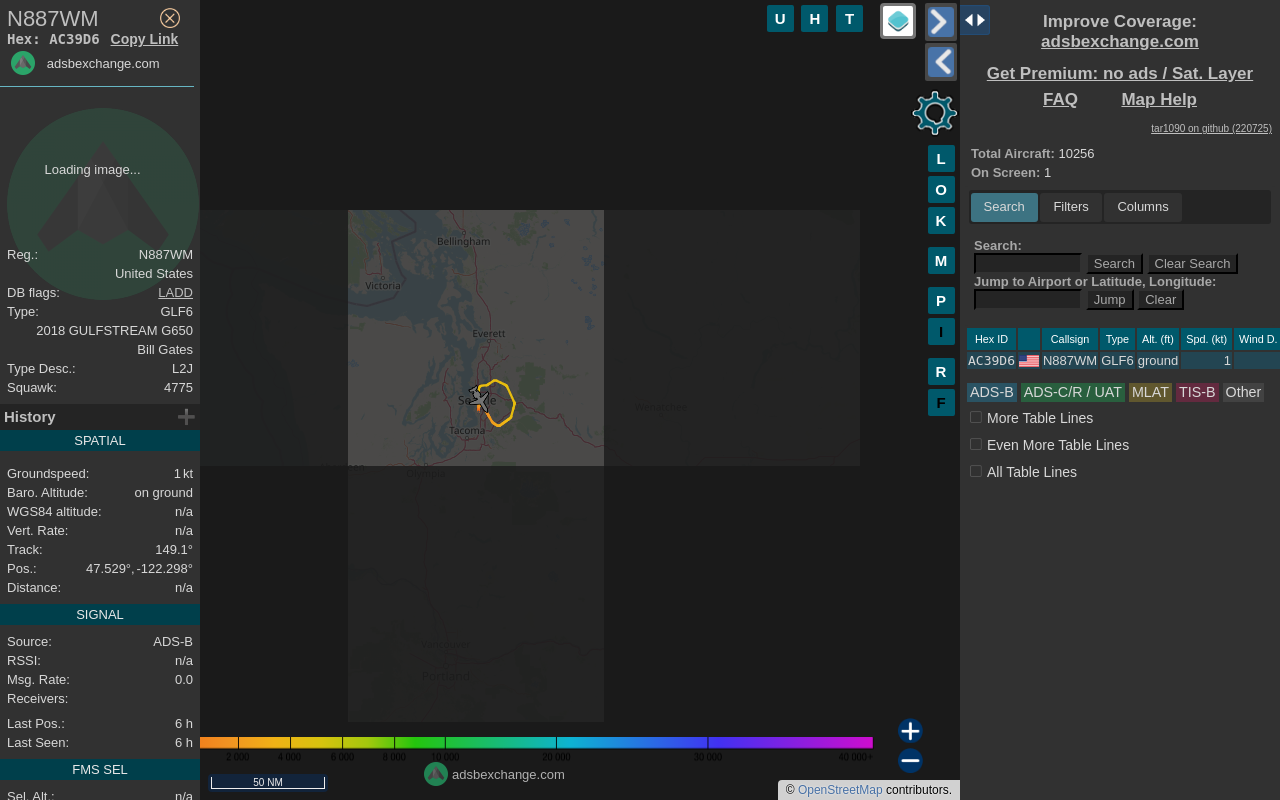 N887WM
Hex: AC39D6 Copy Link
adsbexchange.com
Loading image...
Reg.: N887WM
United States
DB flags: LADD
Type: GLF6
2018 GULFSTREAM G650
Bill Gates
Type Desc.: L2J
Squawk: 4775
History
SPATIAL
Groundspeed: 1 kt
Baro. Altitude: on ground
WGS84 altitude: n/a
Vert. Rate: n/a
Track: 149.1°
Pos.: 47.529°, -122.298°
Distance: n/a
SIGNAL
Source: ADS-B
RSSI: n/a
Msg. Rate: 0.0
Receivers:
Last Pos.: 6 h
Last Seen: 6 h
FMS SEL
Sel. Alt.: n/a
U H T
L
O
K
M
P
I
R
F
Bellingham
Victoria
Everett
Seattle
Tacoma
Olympia
Wenatchee
Vancouver
Portland
2 000 4 000 6 000 8 000 10 000 20 000 30 000 40 000+
50 NM
adsbexchange.com
© OpenStreetMap contributors.
Improve Coverage:
adsbexchange.com
Get Premium: no ads / Sat. Layer
FAQ Map Help
tar1090 on github (220725)
Total Aircraft: 10256
On Screen: 1
Search Filters Columns
Search:
Search Clear Search
Jump to Airport or Latitude, Longitude:
Jump Clear
Hex ID Callsign Type Alt. (ft) Spd. (kt) Wind D.
AC39D6 N887WM GLF6 ground 1
ADS-B ADS-C/R / UAT MLAT TIS-B Other
More Table Lines
Even More Table Lines
All Table Lines